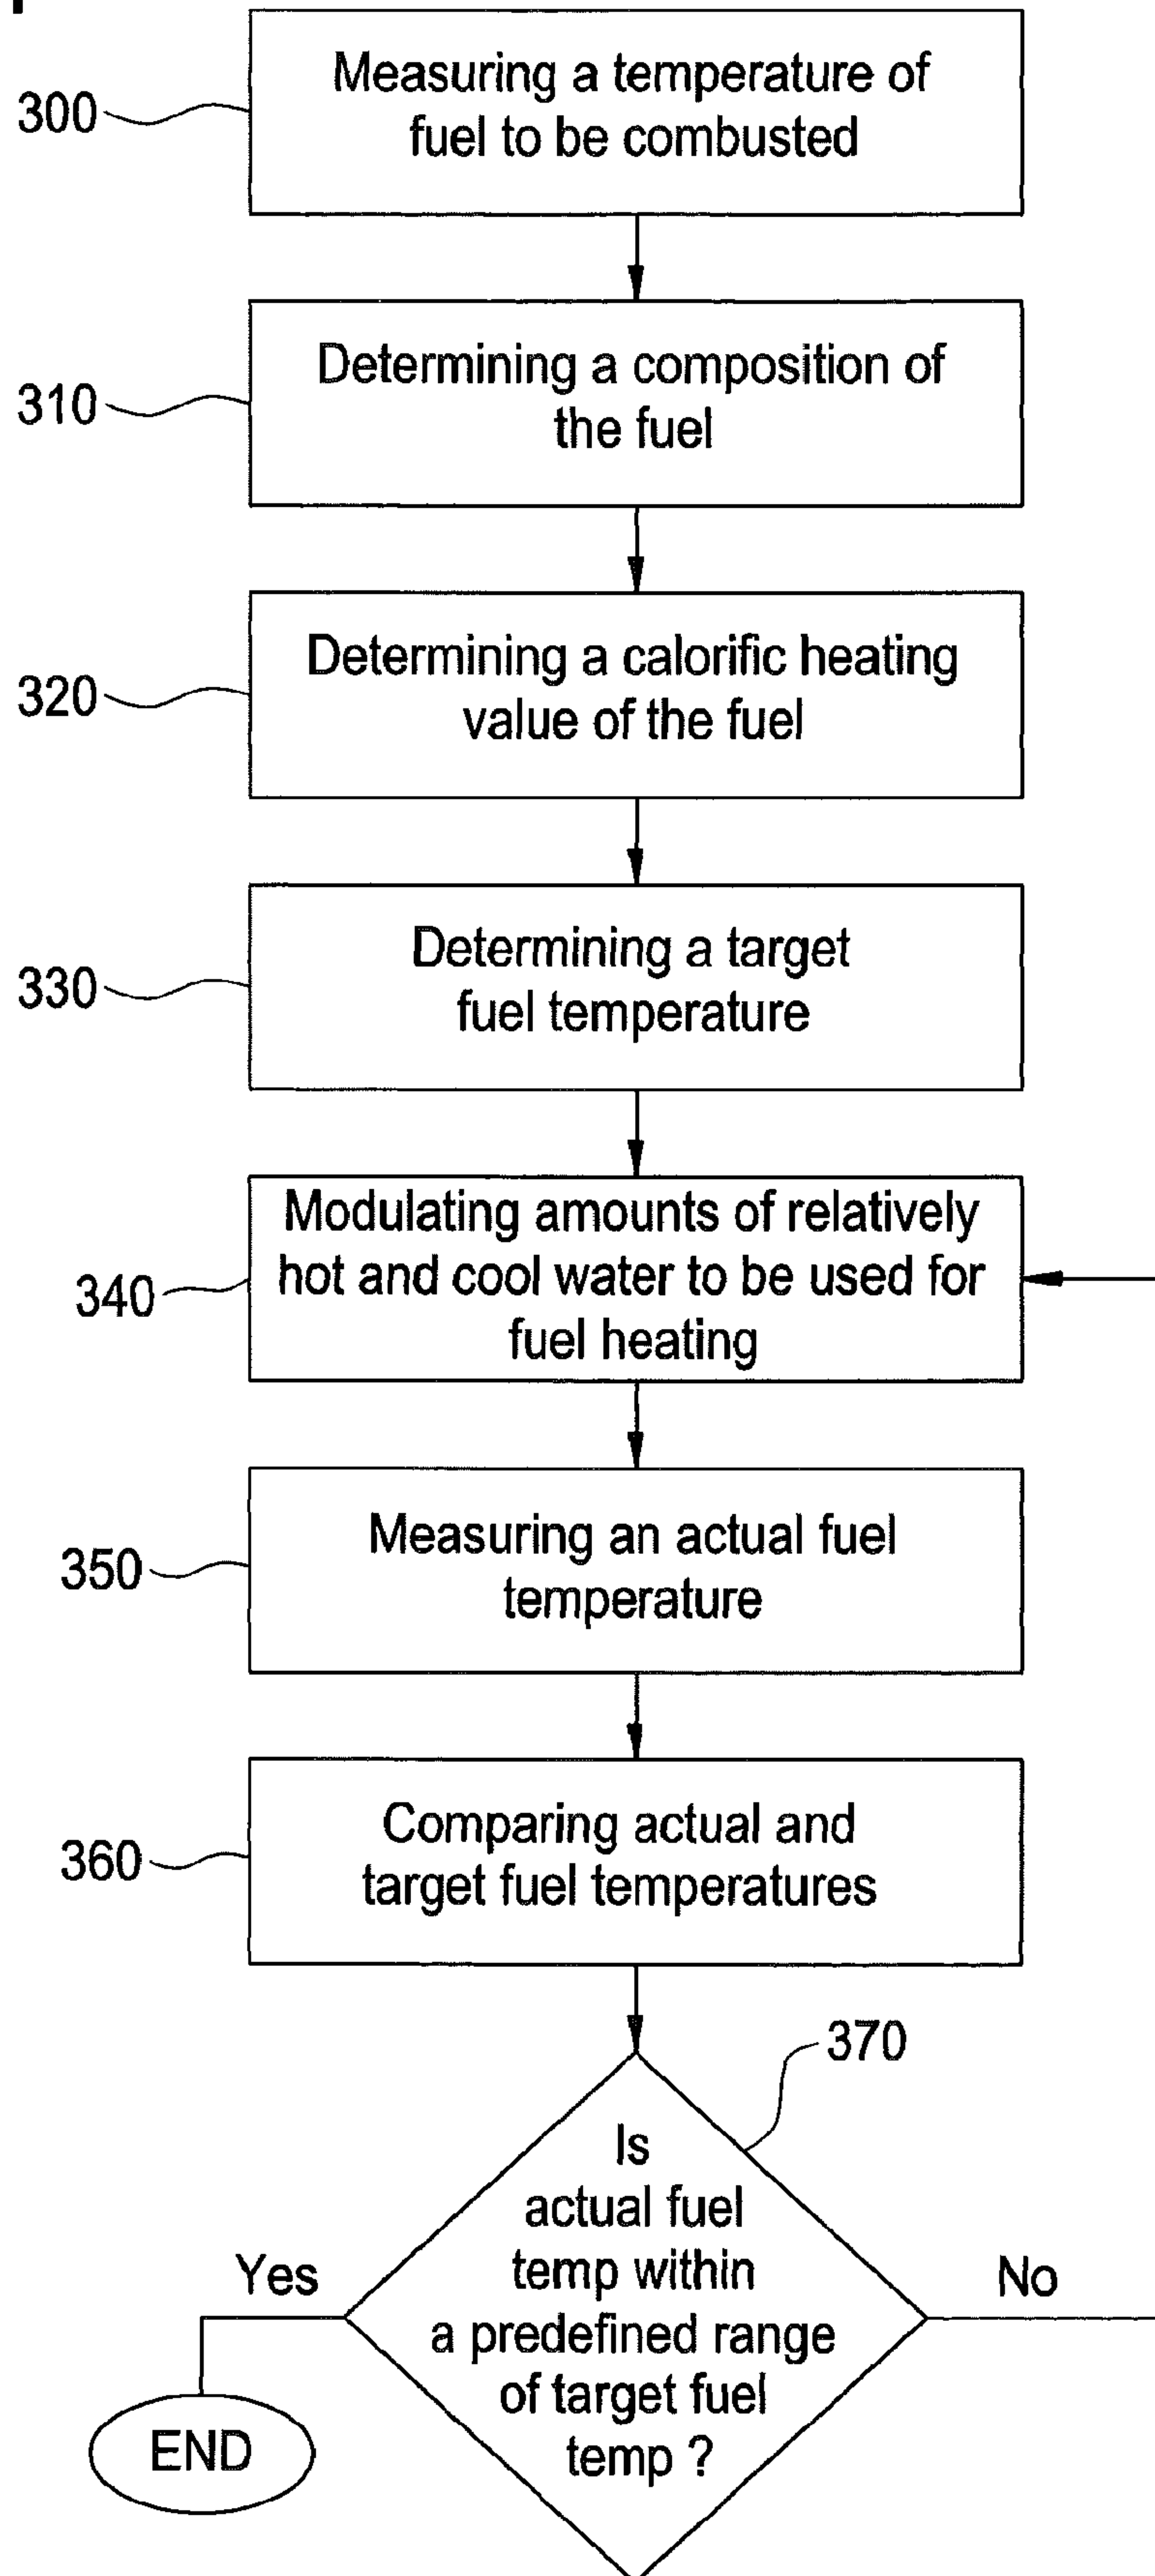 300
Measuring a temperature of
fuel to be combusted
310
Determining a composition of
the fuel
320
Determining a calorific heating
value of the fuel
330
Determining a target
fuel temperature
340
Modulating amounts of relatively
hot and cool water to be used for
fuel heating
350
Measuring an actual fuel
temperature
360
Comparing actual and
target fuel temperatures
370
Is
actual fuel
temp within
a predefined range
of target fuel
temp ?
Yes
No
END